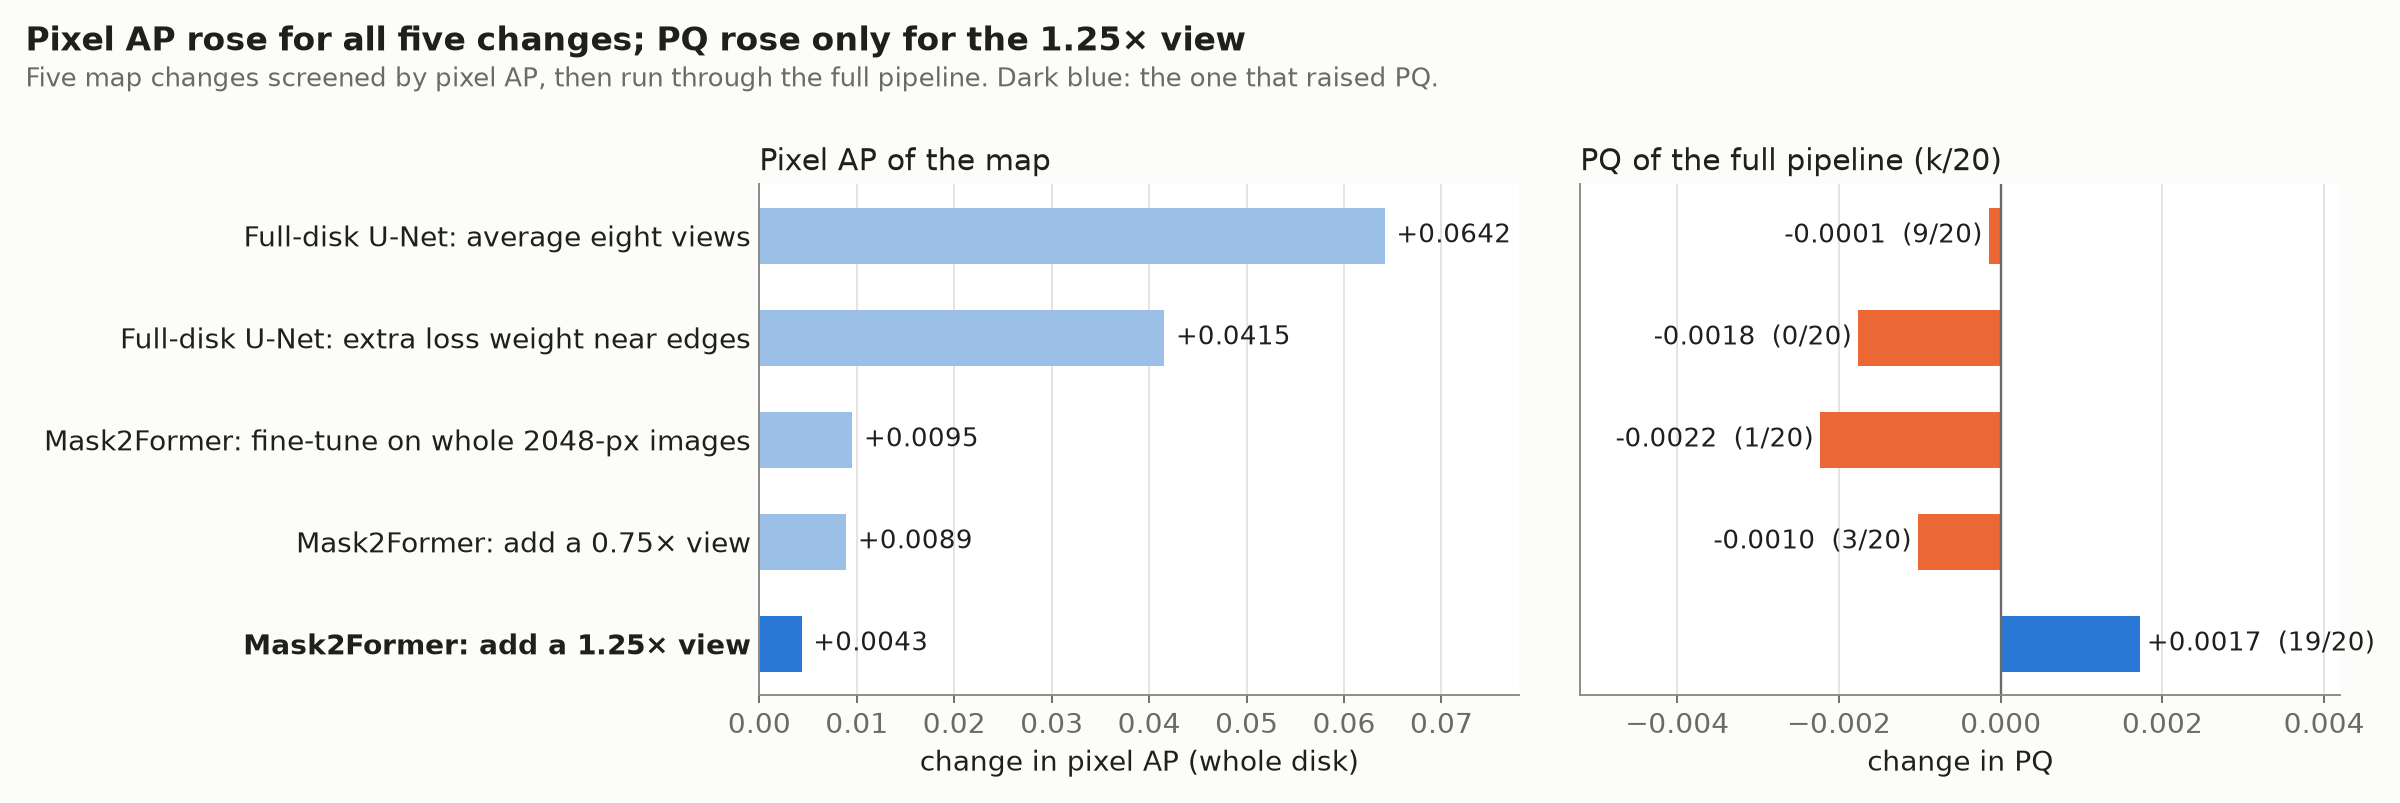 Pixel AP rose for all five changes; PQ rose only for the 1.25× view
Five map changes screened by pixel AP, then run through the full pipeline. Dark blue: the one that raised PQ.
Pixel AP of the map
Full-disk U-Net: average eight views
+0.0642
Full-disk U-Net: extra loss weight near edges
+0.0415
Mask2Former: fine-tune on whole 2048-px images
+0.0095
Mask2Former: add a 0.75× view
+0.0089
Mask2Former: add a 1.25× view
+0.0043
0.00 0.01 0.02 0.03 0.04 0.05 0.06 0.07
change in pixel AP (whole disk)
PQ of the full pipeline (k/20)
-0.0001 (9/20)
-0.0018 (0/20)
-0.0022 (1/20)
-0.0010 (3/20)
+0.0017 (19/20)
−0.004 −0.002 0.000 0.002 0.004
change in PQ